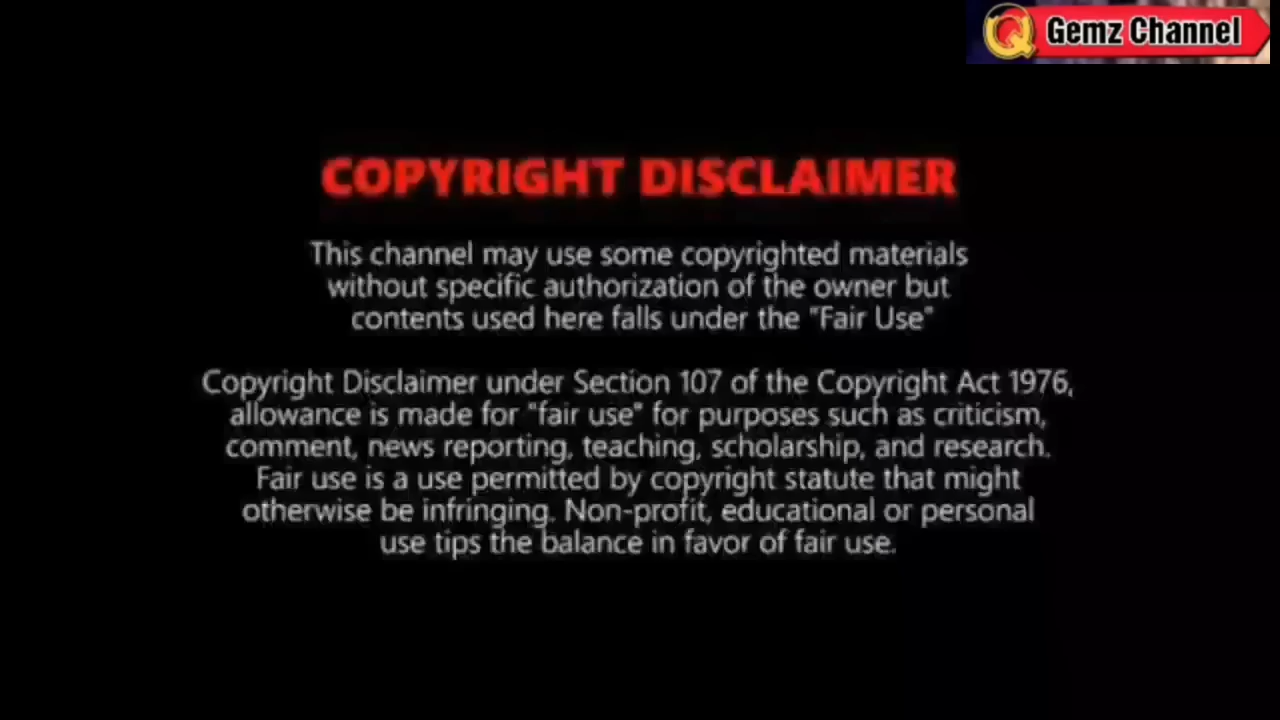 Gemz Channel
COPYRIGHT DISCLAIMER
This channel may use some copyrighted materials
without specific authorization of the owner but
contents used here falls under the "Fair Use"
Copyright Disclaimer under Section 107 of the Copyright Act 1976,
allowance is made for "fair use" for purposes such as criticism,
comment, news reporting, teaching, scholarship, and research.
Fair use is a use permitted by copyright statute that might
otherwise be infringing. Non-profit, educational or personal
use tips the balance in favor of fair use.